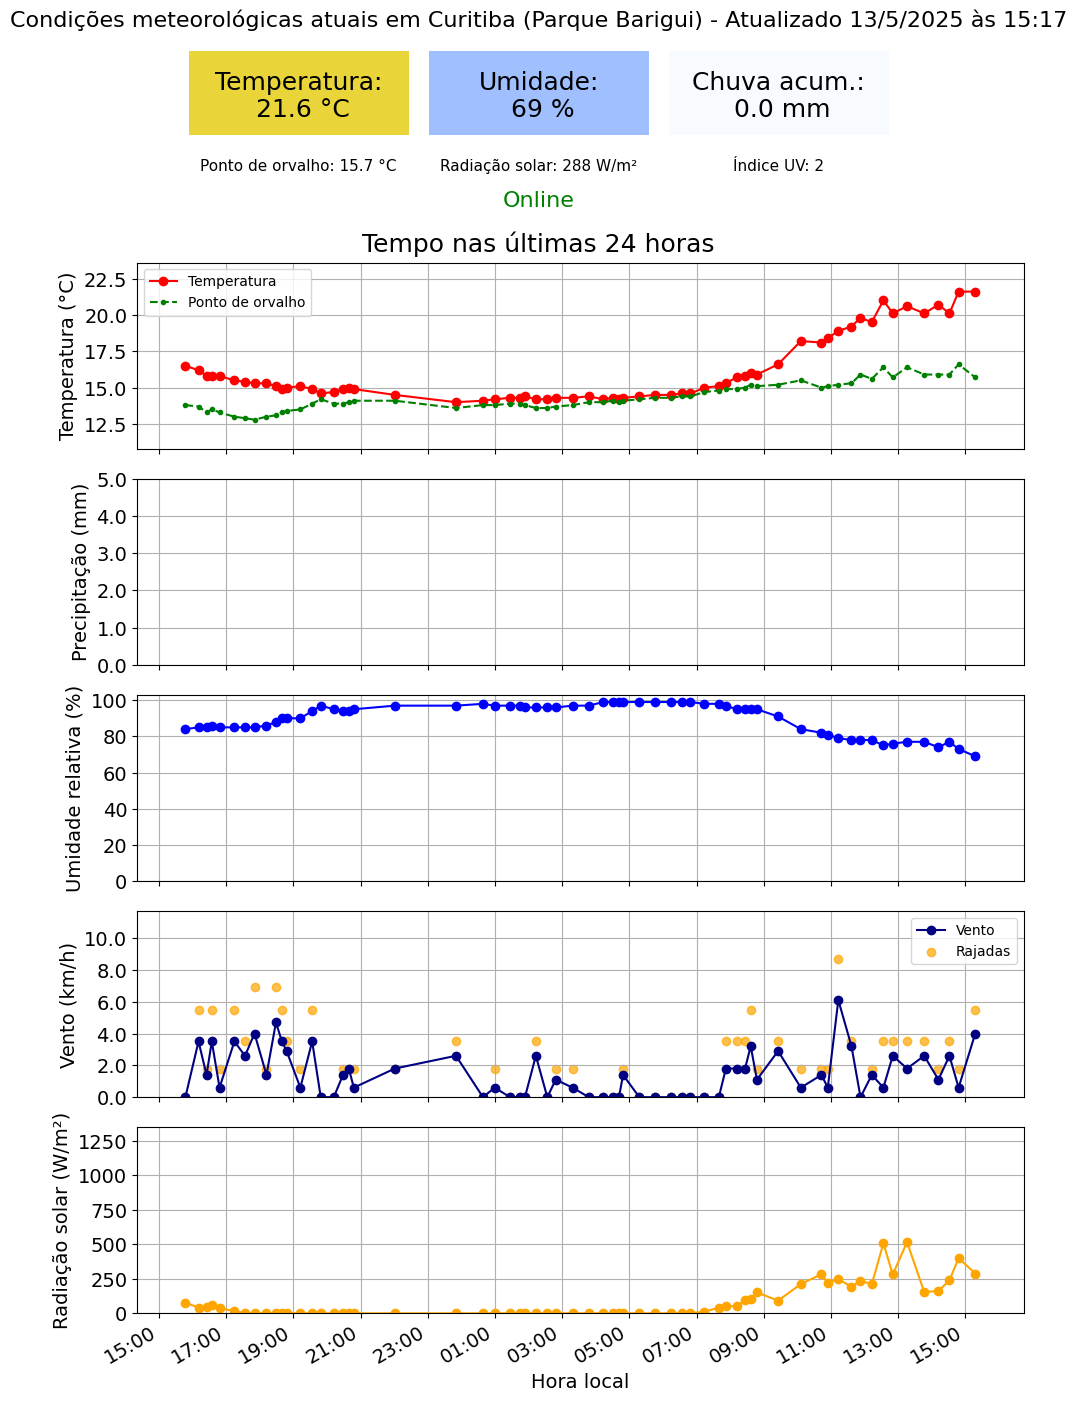 Condições meteorológicas atuais em Curitiba (Parque Barigui) - Atualizado 13/5/2025 às 15:17
Temperatura:
21.6 °C
Umidade:
69 %
Chuva acum.:
0.0 mm
Ponto de orvalho: 15.7 °C
Radiação solar: 288 W/m²
Índice UV: 2
Online
Tempo nas últimas 24 horas
Temperatura (°C)
22.5
20.0
17.5
15.0
12.5
Temperatura
Ponto de orvalho
Precipitação (mm)
5.0
4.0
3.0
2.0
1.0
0.0
Umidade relativa (%)
100
80
60
40
20
0
Vento (km/h)
10.0
8.0
6.0
4.0
2.0
0.0
Vento
Rajadas
Radiação solar (W/m²)
1250
1000
750
500
250
0
15:00
17:00
19:00
21:00
23:00
01:00
03:00
05:00
07:00
09:00
11:00
13:00
15:00
Hora local